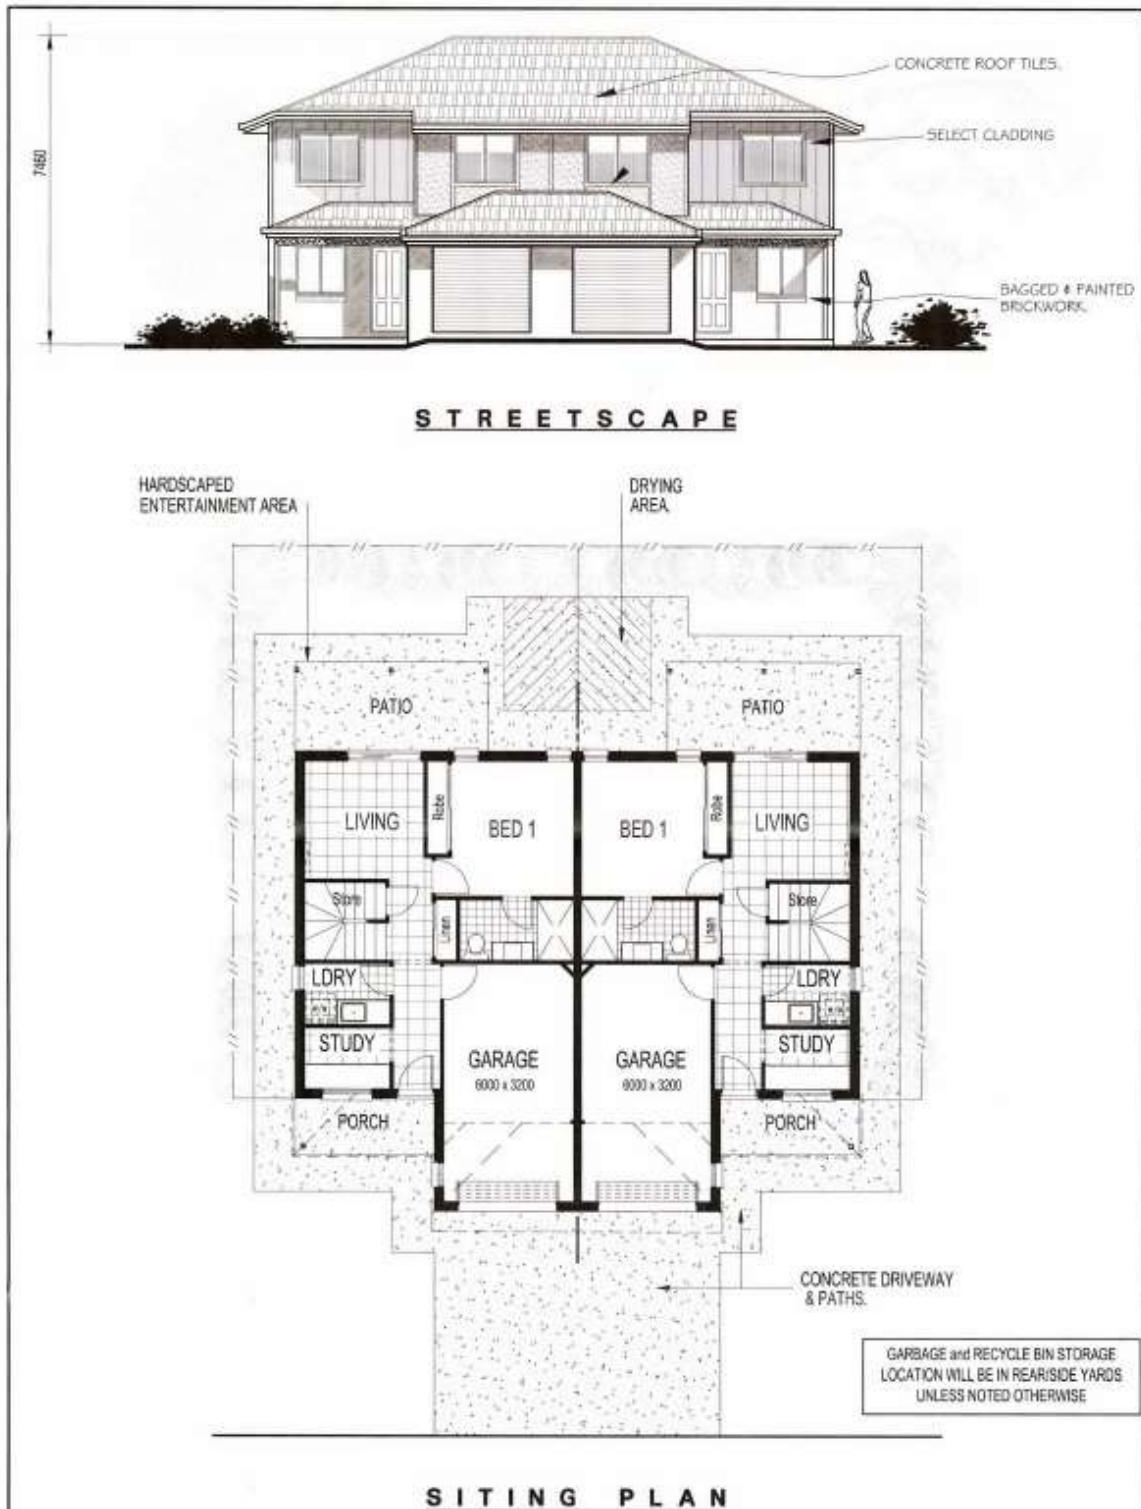 CONCRETE ROOF TILES.
SELECT CLADDING
7460
BAGGED & PAINTED
BRICKWORK.
STREETSCAPE
HARDSCAPED
ENTERTAINMENT AREA
DRYING
AREA.
PATIO
PATIO
LIVING
Robe
BED 1
BED 1
Robe
LIVING
Store
Linen
Linen
Store
LDRY
LDRY
STUDY
STUDY
GARAGE
6000 x 3200
GARAGE
6000 x 3200
PORCH
PORCH
CONCRETE DRIVEWAY
& PATHS.
GARBAGE and RECYCLE BIN STORAGE
LOCATION WILL BE IN REAR/SIDE YARDS
UNLESS NOTED OTHERWISE
SITING PLAN